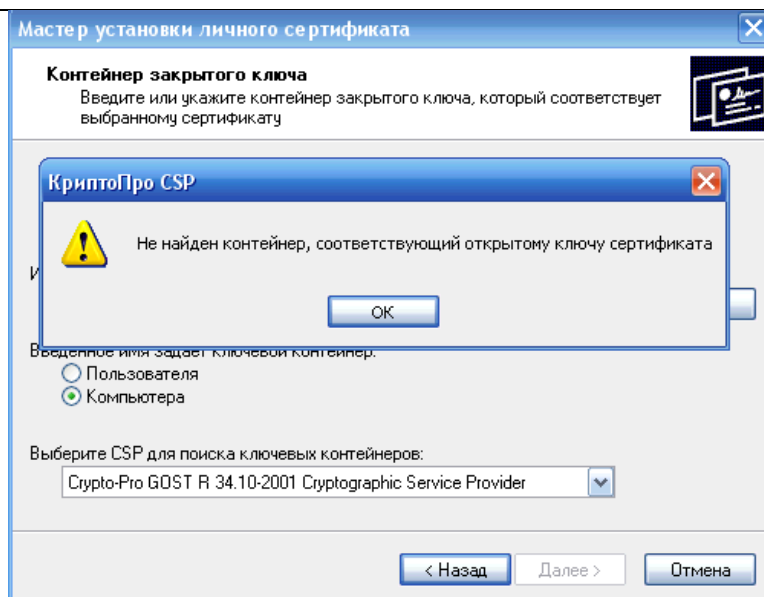 Мастер установки личного сертификата
Контейнер закрытого ключа
Введите или укажите контейнер закрытого ключа, который соответствует
выбранному сертификату
КриптоПро CSP
Не найден контейнер, соответствующий открытому ключу сертификата
И
OK
Введенное имя задает ключевой контейнер:
Пользователя
Компьютера
Выберите CSP для поиска ключевых контейнеров:
Crypto-Pro GOST R 34.10-2001 Cryptographic Service Provider
< Назад
Далее >
Отмена